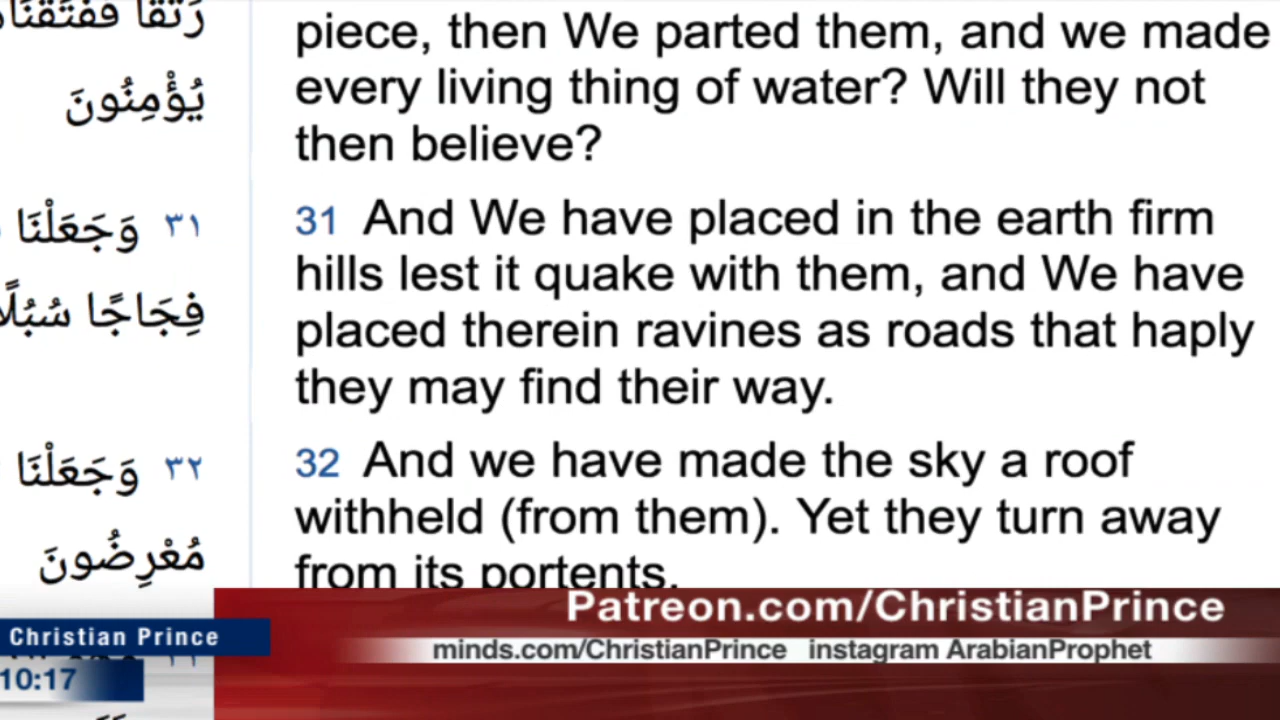 رَتْقًا فَفَتَقْنَا
يُؤْمِنُونَ
٣١ وَجَعَلْنَا
فِجَاجًا سُبُلًا
٣٢ وَجَعَلْنَا
مُعْرِضُونَ
piece, then We parted them, and we made
every living thing of water? Will they not
then believe?
31 And We have placed in the earth firm
hills lest it quake with them, and We have
placed therein ravines as roads that haply
they may find their way.
32 And we have made the sky a roof
withheld (from them). Yet they turn away
from its portents.
Patreon.com/ChristianPrince
Christian Prince
minds.com/ChristianPrince instagram ArabianProphet
10:17